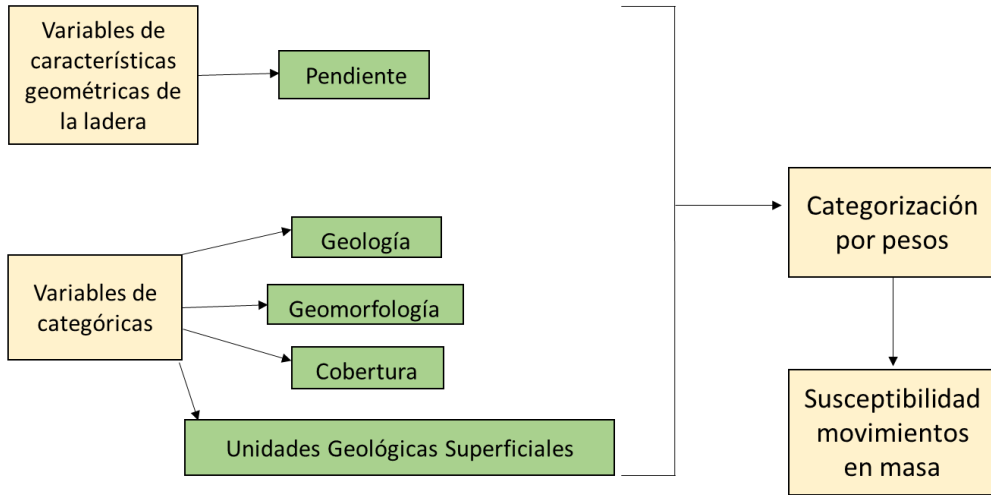 Variables de
características
geométricas de
la ladera
Pendiente
Variables de
categóricas
Geología
Geomorfología
Cobertura
Unidades Geológicas Superficiales
Categorización
por pesos
Susceptibilidad
movimientos
en masa